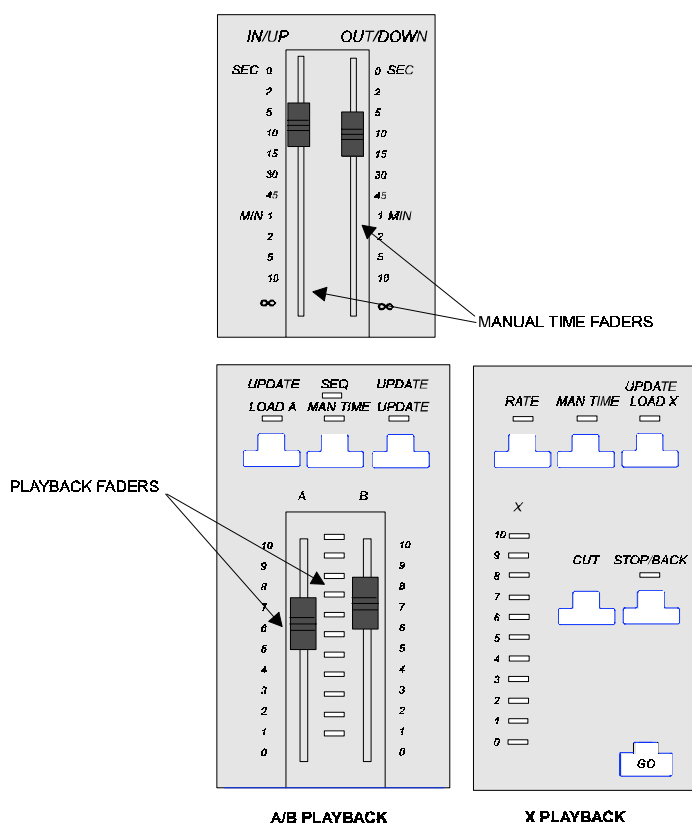 IN/UP OUT/DOWN
SEC 0 0 SEC
2 2
5 5
10 10
15 15
30 30
45 45
MIN 1 1 MIN
2 2
5 5
10 10
∞ ∞
MANUAL TIME FADERS
UPDATE SEQ UPDATE
LOAD A MAN TIME UPDATE
PLAYBACK FADERS
A B
10 10
9 9
8 8
7 7
6 6
5 5
4 4
3 3
2 2
1 1
0 0
A/B PLAYBACK
UPDATE
RATE MAN TIME LOAD X
X
10
9
CUT STOP/BACK
8
7
6
5
4
3
2
1
0
GO
X PLAYBACK